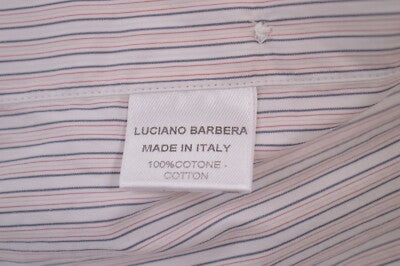 LUCIANO BARBERA
MADE IN ITALY
100%COTONE -
COTTON